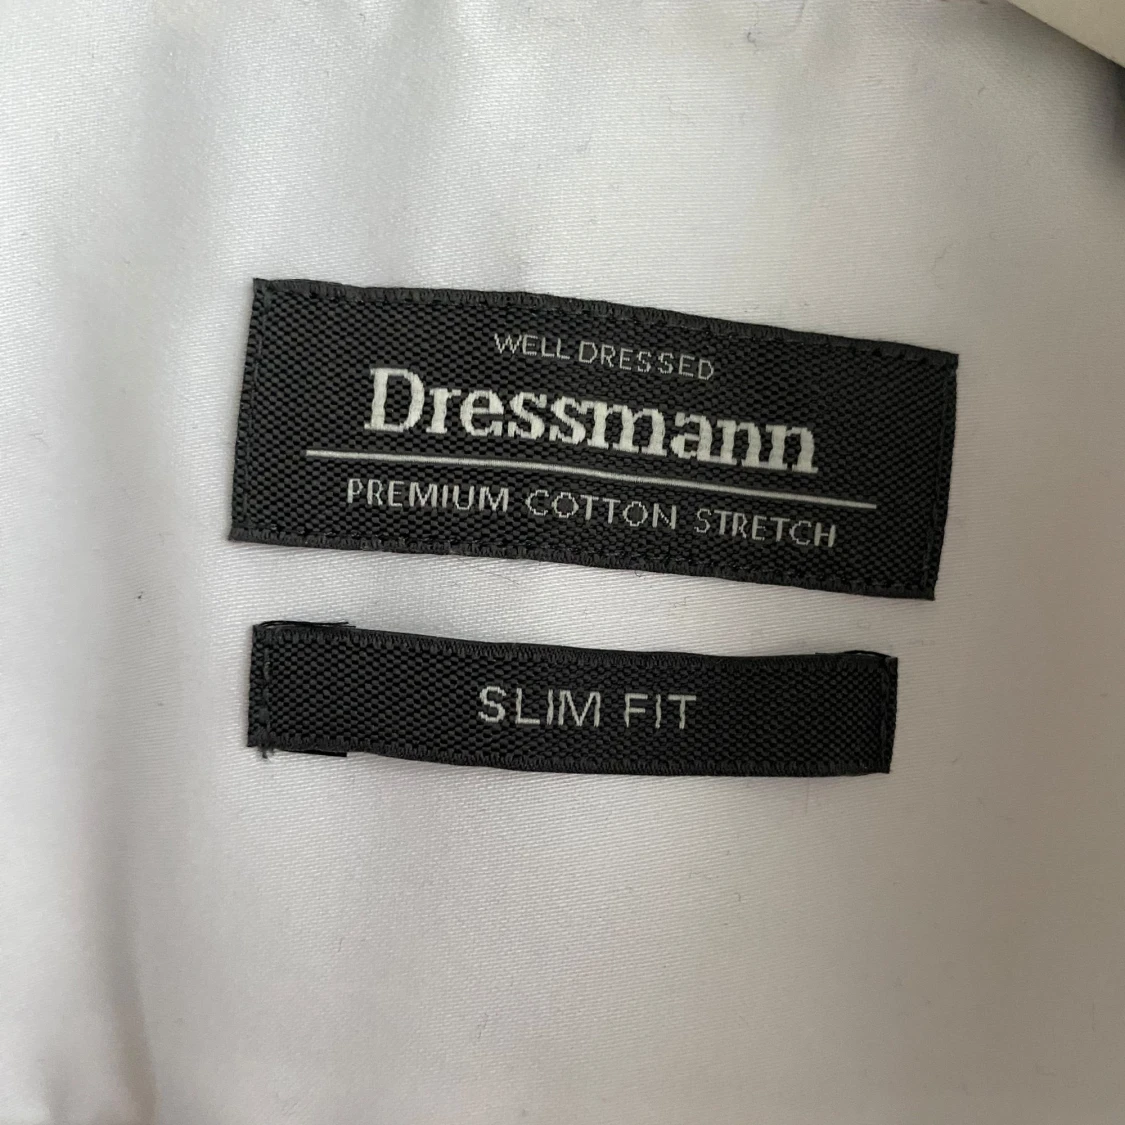 WELL DRESSED
Dressmann
PREMIUM COTTON STRETCH
SLIM FIT